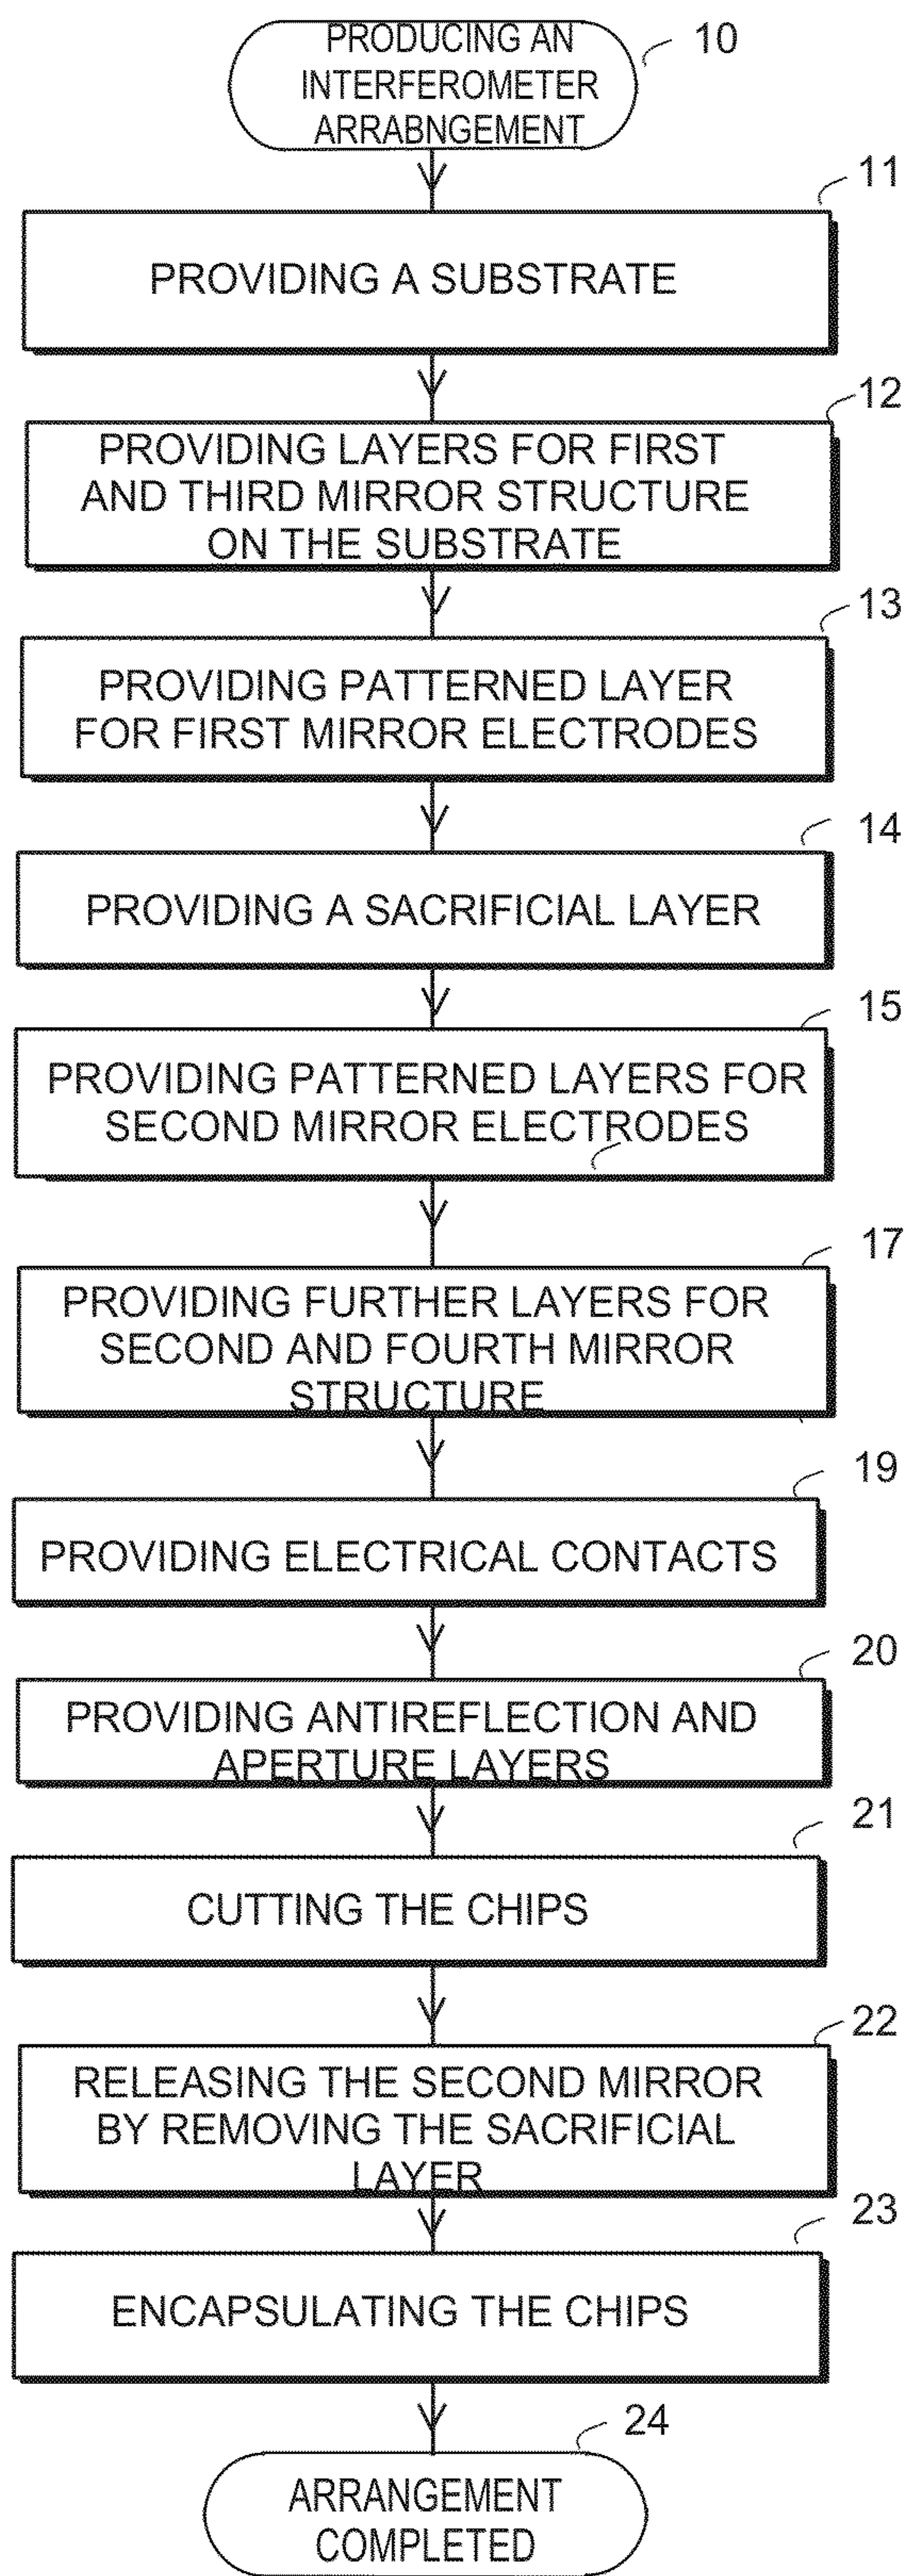 PRODUCING AN
INTERFEROMETER
ARRABNGEMENT
10
11
PROVIDING A SUBSTRATE
12
PROVIDING LAYERS FOR FIRST
AND THIRD MIRROR STRUCTURE
ON THE SUBSTRATE
13
PROVIDING PATTERNED LAYER
FOR FIRST MIRROR ELECTRODES
14
PROVIDING A SACRIFICIAL LAYER
15
PROVIDING PATTERNED LAYERS FOR
SECOND MIRROR ELECTRODES
17
PROVIDING FURTHER LAYERS FOR
SECOND AND FOURTH MIRROR
STRUCTURE
19
PROVIDING ELECTRICAL CONTACTS
20
PROVIDING ANTIREFLECTION AND
APERTURE LAYERS
21
CUTTING THE CHIPS
22
RELEASING THE SECOND MIRROR
BY REMOVING THE SACRIFICIAL
LAYER
23
ENCAPSULATING THE CHIPS
24
ARRANGEMENT
COMPLETED